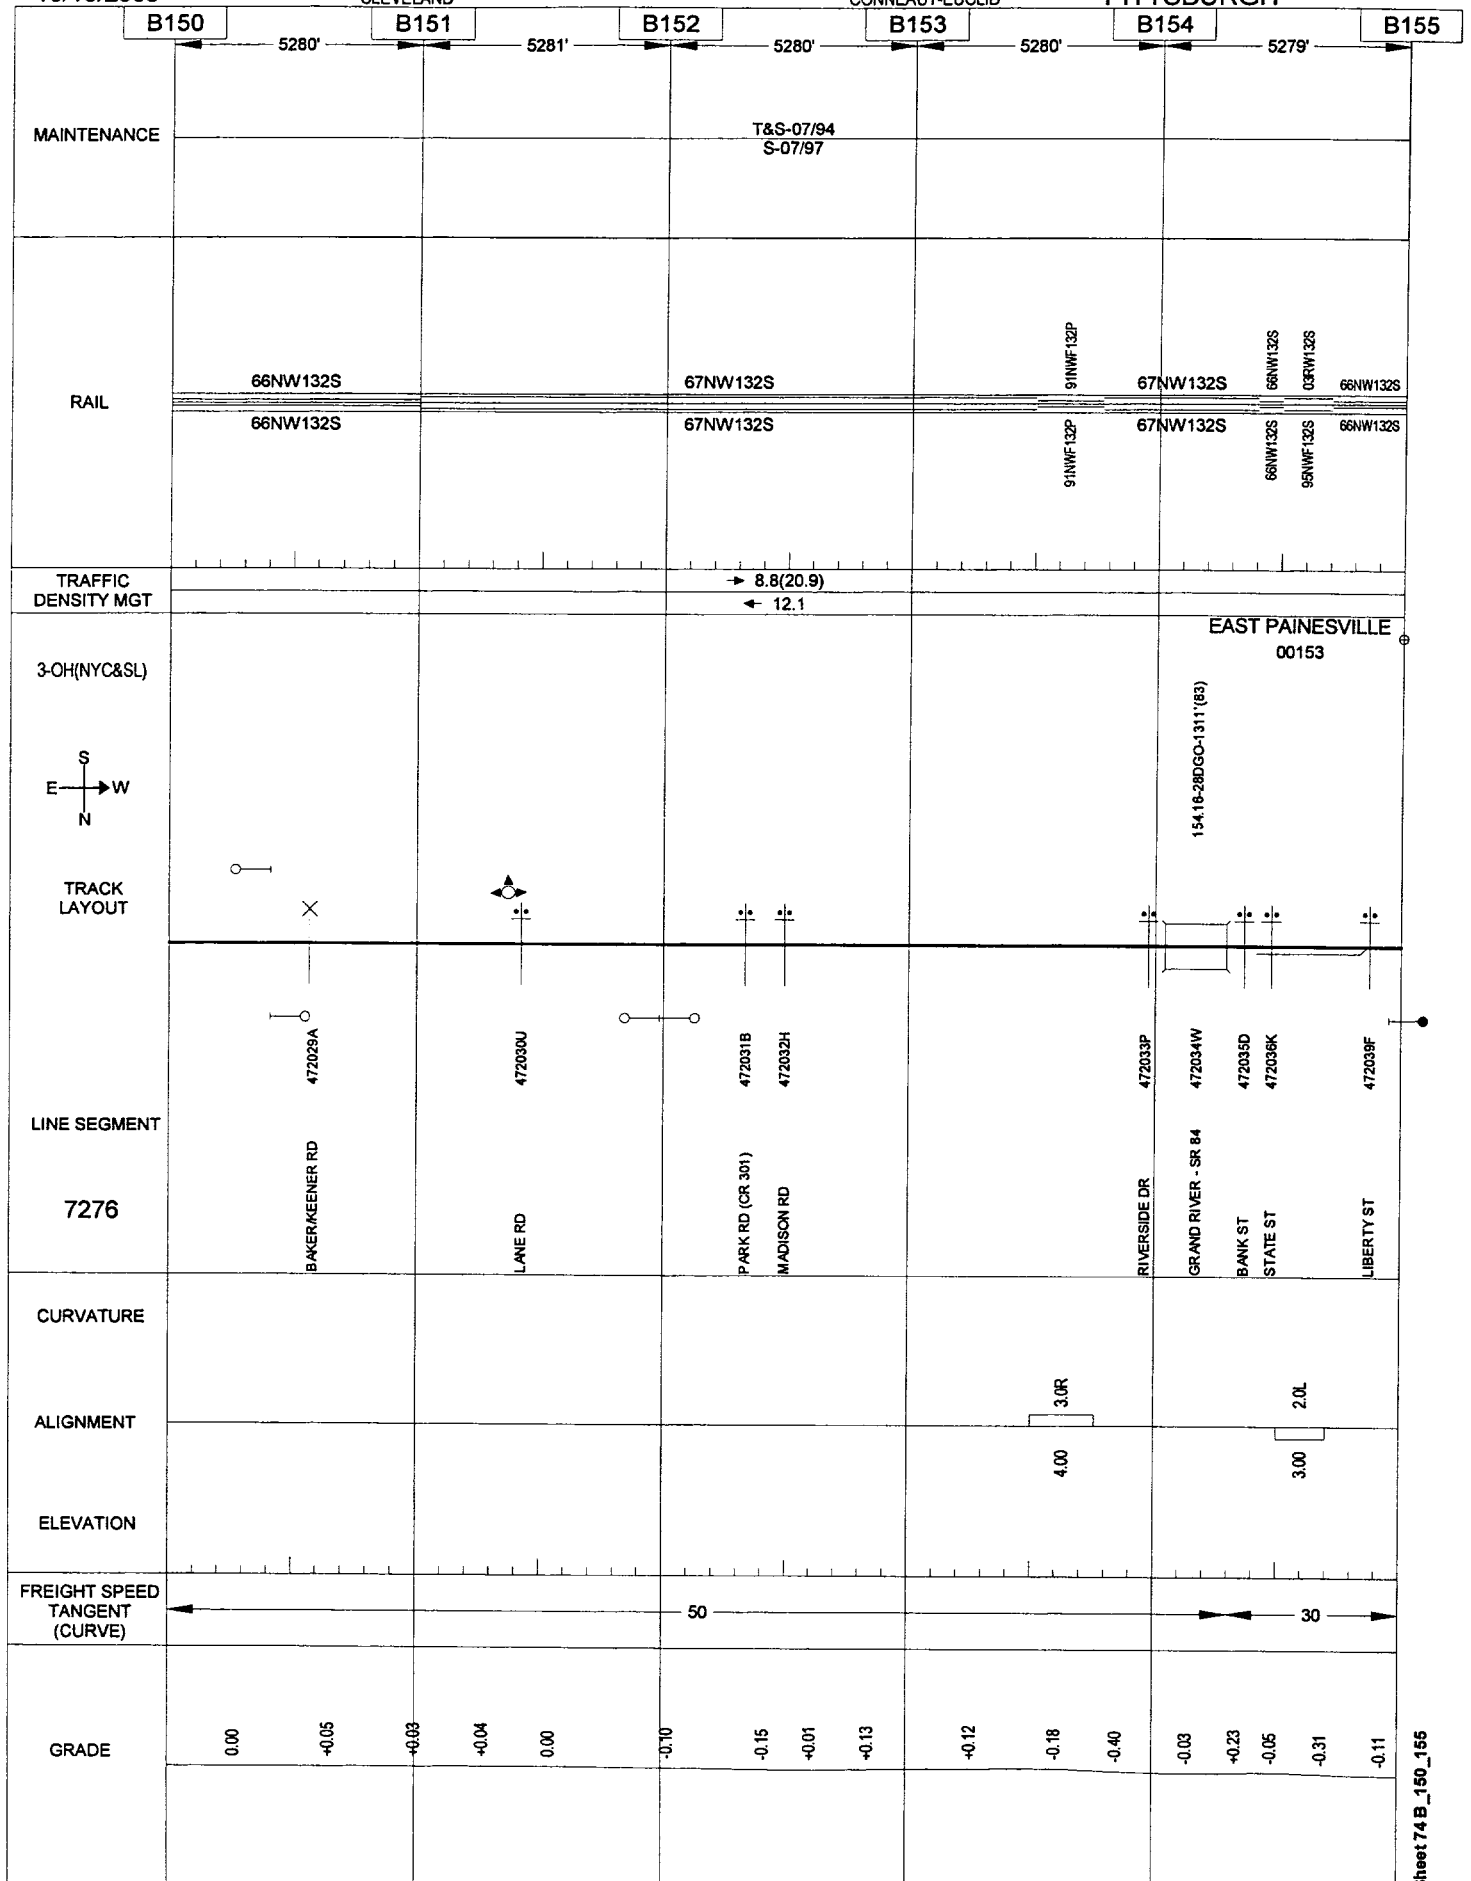 CLEVELAND
PITTSBURGH
B150 B151 B152 B153 B154 B155
5280' 5281' 5280' 5280' 5279'
MAINTENANCE
T&S-07/94
S-07/97
RAIL
66NW132S 67NW132S 91NWF132P 67NW132S 66NW132S 03RW132S 66NW132S
66NW132S 67NW132S 91NWF132P 67NW132S 66NW132S 95NWF132S 66NW132S
TRAFFIC
DENSITY MGT
→ 8.8(20.9)
← 12.1
EAST PAINESVILLE
00153
3-OH(NYC&SL)
154.16-28DGO-1311'(83)
S
E W
N
TRACK
LAYOUT
472029A 472030U 472031B 472032H 472033P 472034W 472035D 472036K 472039F
LINE SEGMENT
7276
BAKER/KEENER RD
LANE RD
PARK RD (CR 301)
MADISON RD
RIVERSIDE DR
GRAND RIVER - SR 84
BANK ST
STATE ST
LIBERTY ST
CURVATURE
ALIGNMENT
3.0R 2.0L
4.00 3.00
ELEVATION
FREIGHT SPEED
TANGENT
(CURVE)
50 30
GRADE
0.00 +0.05 +0.03 +0.04 0.00 -0.10 -0.15 +0.01 +0.13 +0.12 -0.18 -0.40 -0.03 +0.23 -0.05 -0.31 -0.11
74 B_150_155